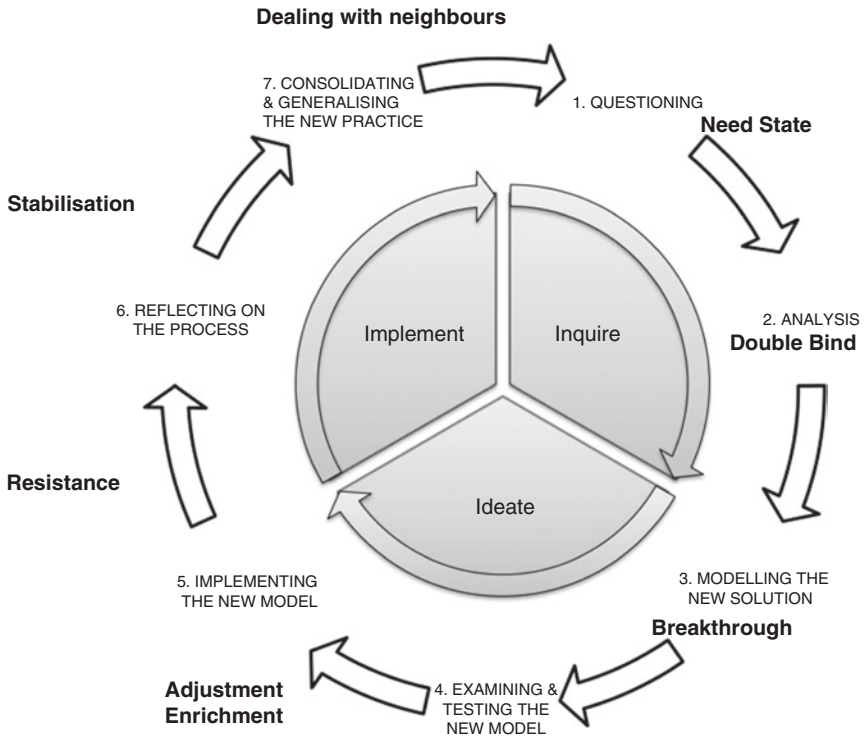 Dealing with neighbours
7. CONSOLIDATING
& GENERALISING
THE NEW PRACTICE
1. QUESTIONING
Need State
Stabilisation
6. REFLECTING ON
THE PROCESS
Implement
Inquire
2. ANALYSIS
Double Bind
Resistance
Ideate
5. IMPLEMENTING
THE NEW MODEL
3. MODELLING THE
NEW SOLUTION
Breakthrough
Adjustment
Enrichment
4. EXAMINING &
TESTING THE
NEW MODEL